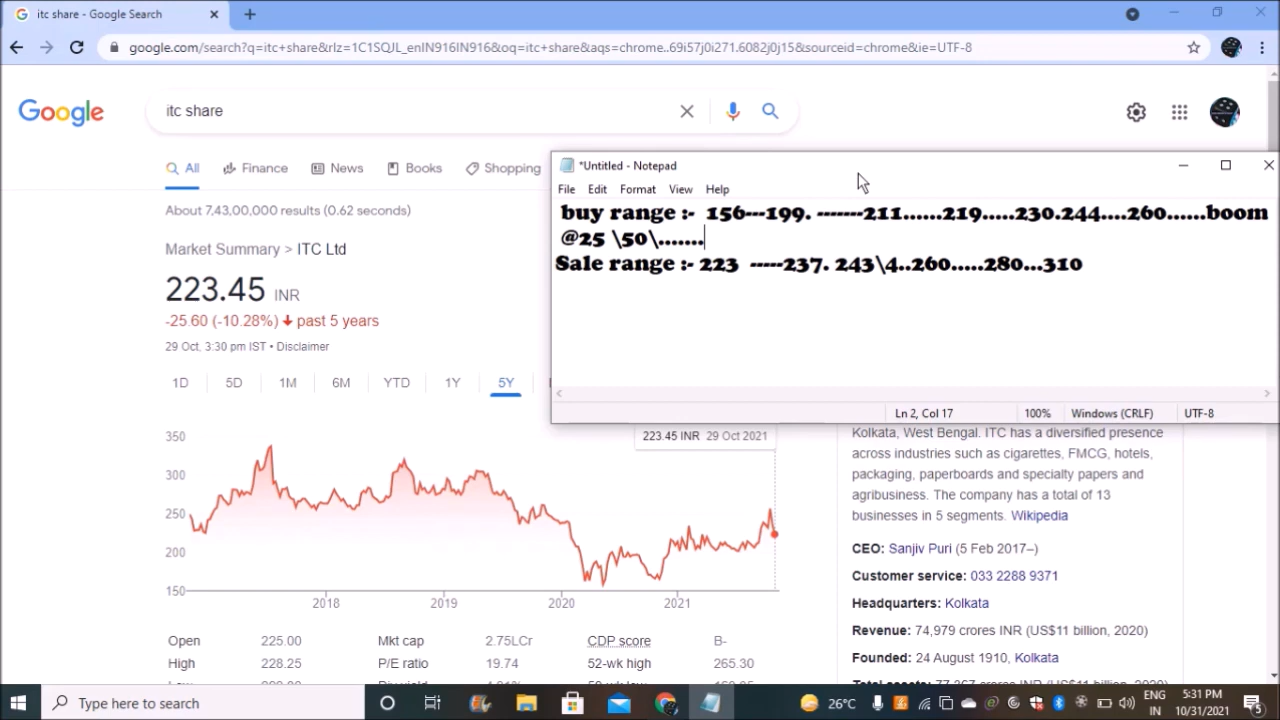 itc share - Google Search
google.com/search?q=itc+share&rlz=1C1SQJL_enIN916IN916&oq=itc+share&aqs=chrome..69i57j0i271.6082j0j15&sourceid=chrome&ie=UTF-8
Google
itc share
All Finance News Books Shopping
About 7,43,00,000 results (0.62 seconds)
Market Summary > ITC Ltd
223.45 INR
-25.60 (-10.28%) past 5 years
29 Oct, 3:30 pm IST • Disclaimer
1D 5D 1M 6M YTD 1Y 5Y
223.45 INR 29 Oct 2021
350
300
250
200
150
2018 2019 2020 2021
Open 225.00 Mkt cap 2.75LCr CDP score B-
High 228.25 P/E ratio 19.74 52-wk high 265.30
*Untitled - Notepad
File Edit Format View Help
buy range :- 156---199. -------211......219.....230.244....260......boom
@25 \50\.......
Sale range :- 223 -----237. 243\4..260.....280...310
Ln 2, Col 17 100% Windows (CRLF) UTF-8
Kolkata, West Bengal. ITC has a diversified presence
across industries such as cigarettes, FMCG, hotels,
packaging, paperboards and specialty papers and
agribusiness. The company has a total of 13
businesses in 5 segments. Wikipedia
CEO: Sanjiv Puri (5 Feb 2017–)
Customer service: 033 2288 9371
Headquarters: Kolkata
Revenue: 74,979 crores INR (US$11 billion, 2020)
Founded: 24 August 1910, Kolkata
Type here to search
26°C
ENG
IN
5:31 PM
10/31/2021
5